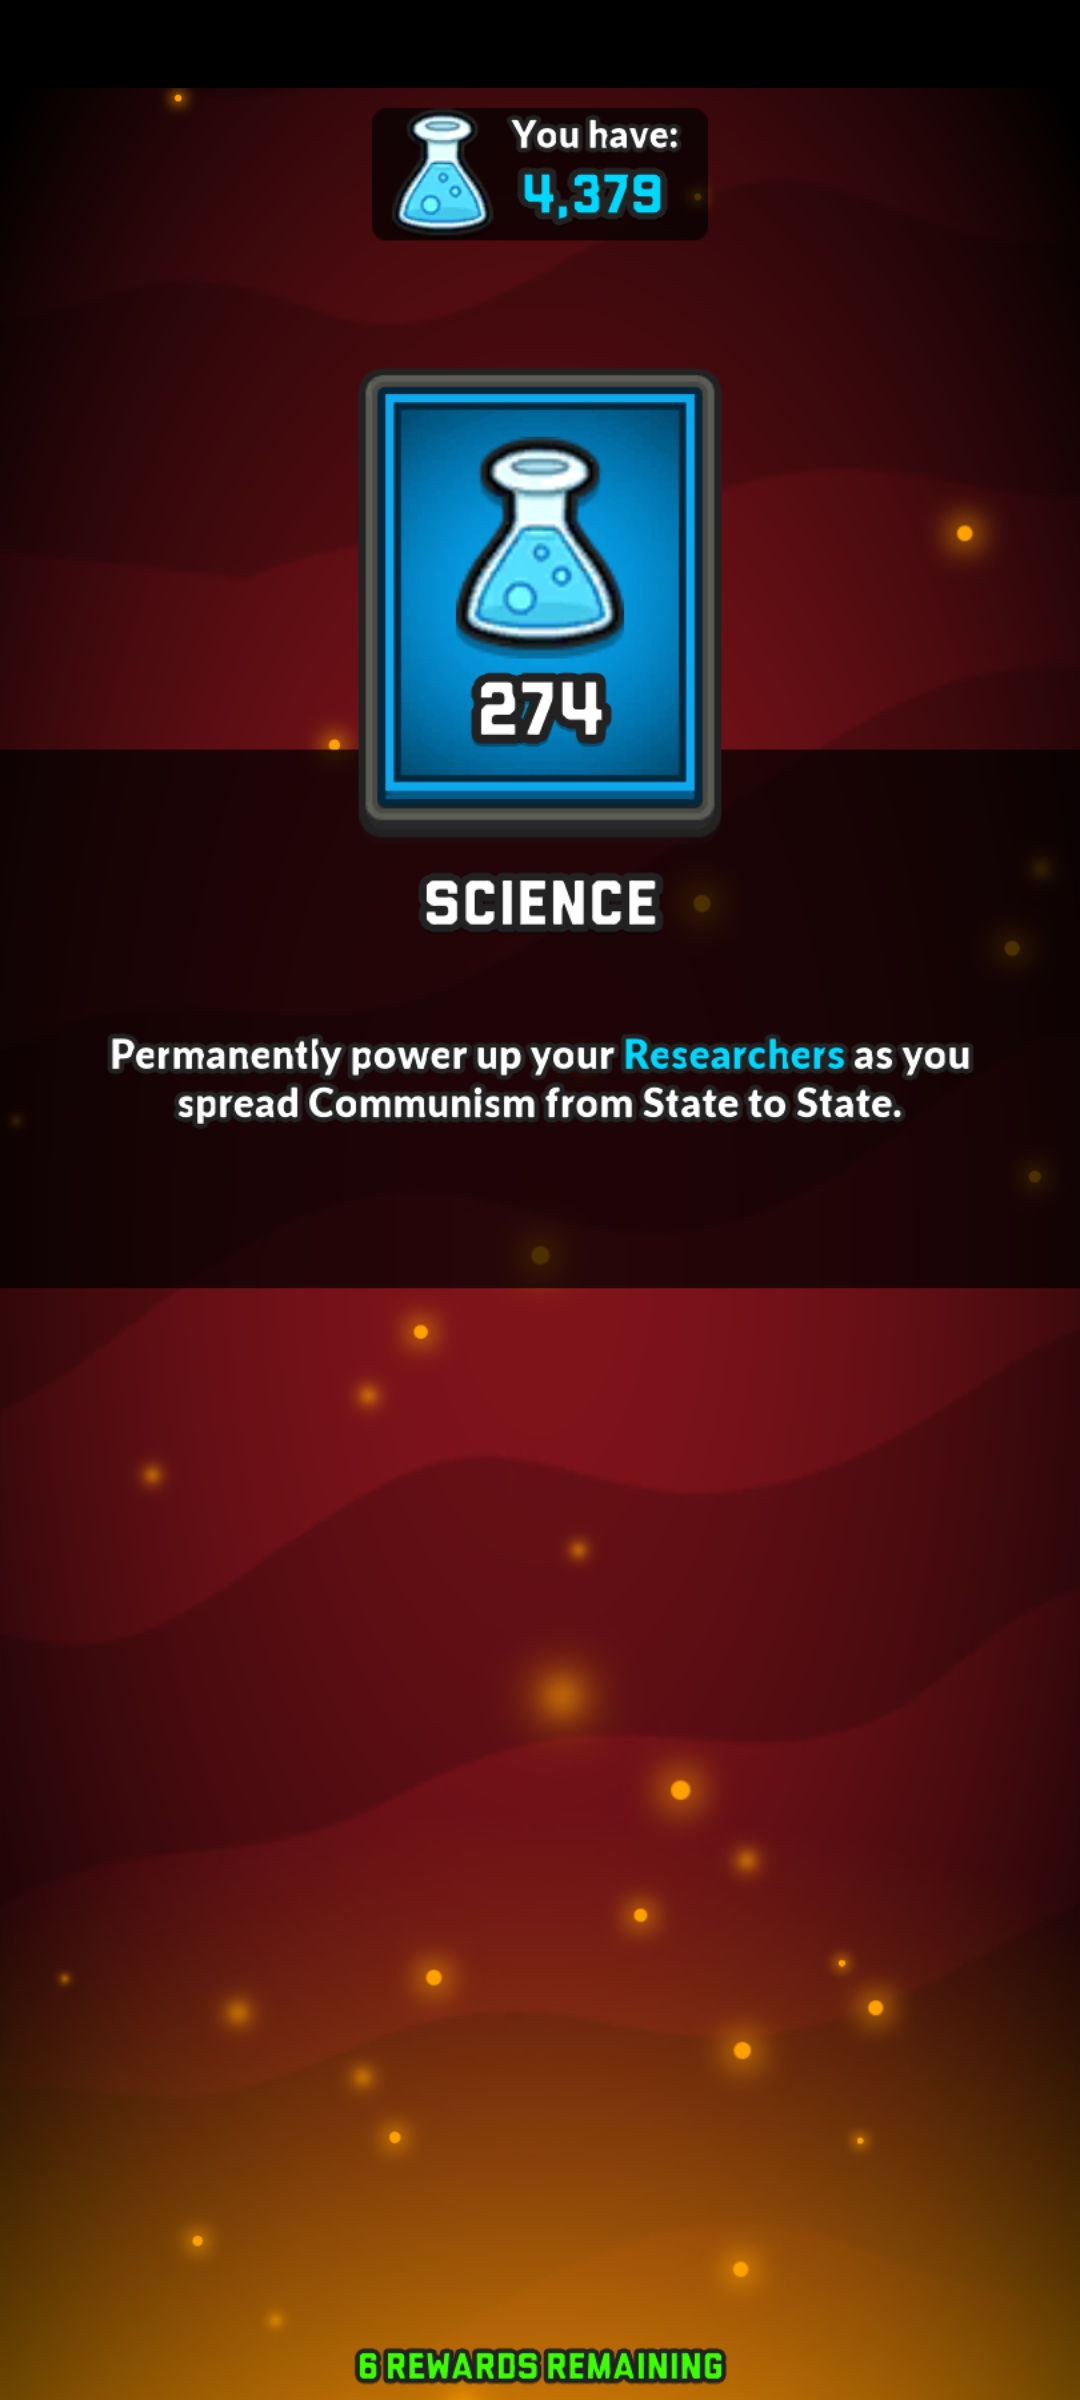 You have:
4,379
274
SCIENCE
Permanently power up your Researchers as you
spread Communism from State to State.
6 REWARDS REMAINING